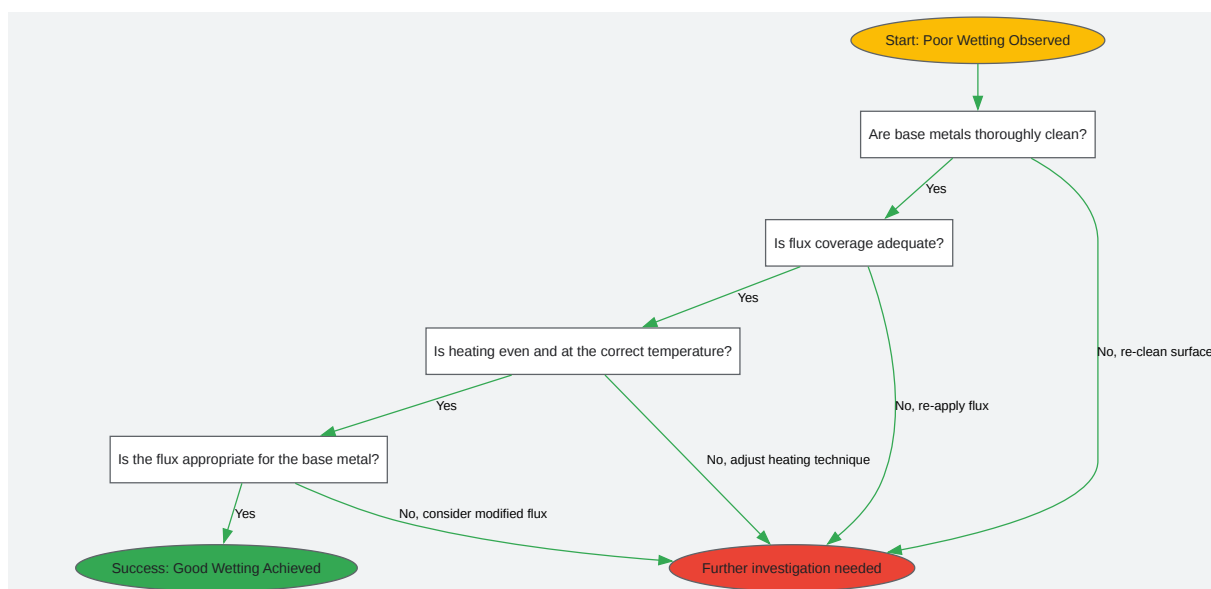 Start: Poor Wetting Observed
Are base metals thoroughly clean?
Yes
Is flux coverage adequate?
Yes
Is heating even and at the correct temperature?
No, re-clean surface
Yes
No, re-apply flux
Is the flux appropriate for the base metal?
No, adjust heating technique
Yes
No, consider modified flux
Success: Good Wetting Achieved
Further investigation needed